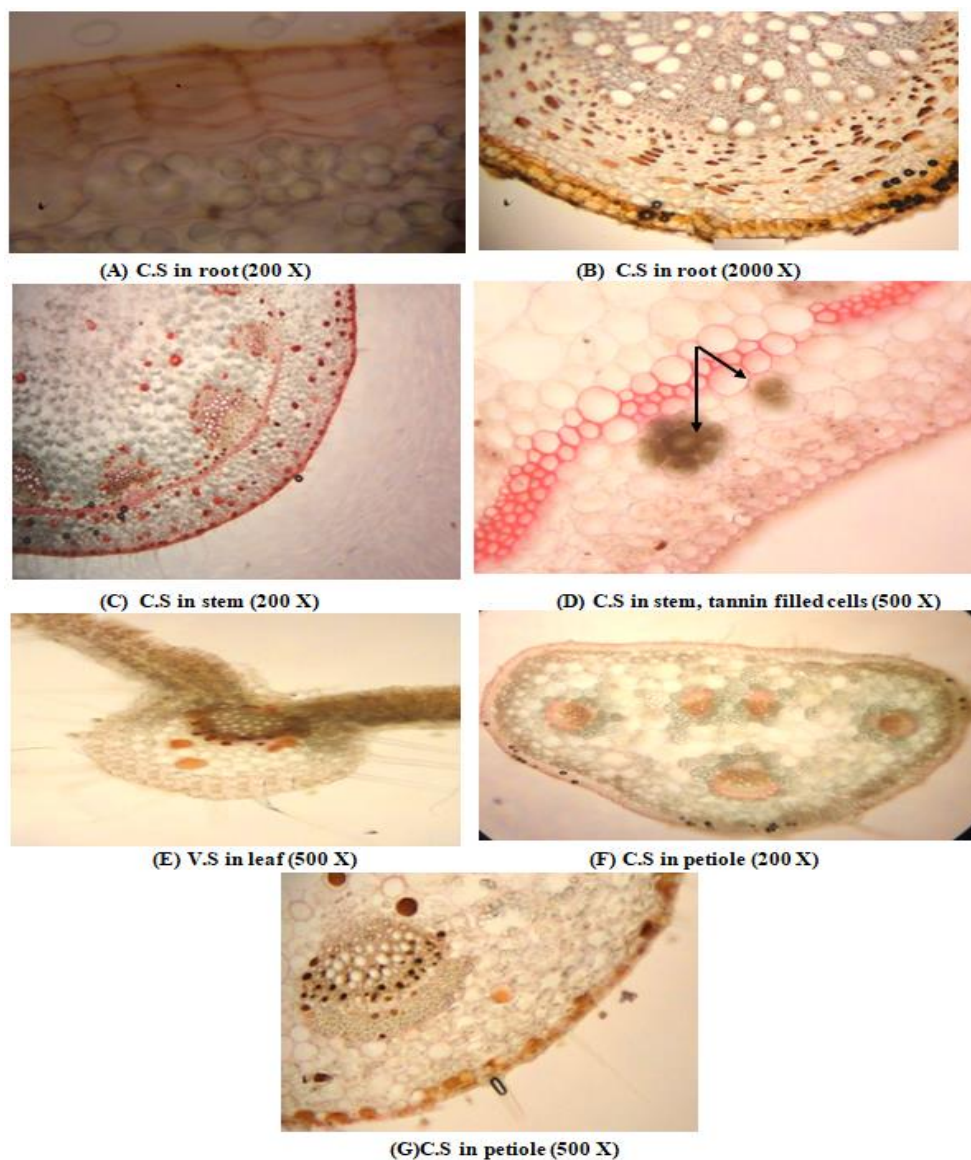 (A) C.S in root (200 X)
(B) C.S in root (2000 X)
(C) C.S in stem (200 X)
(D) C.S in stem, tannin filled cells (500 X)
(E) V.S in leaf (500 X)
(F) C.S in petiole (200 X)
(G)C.S in petiole (500 X)